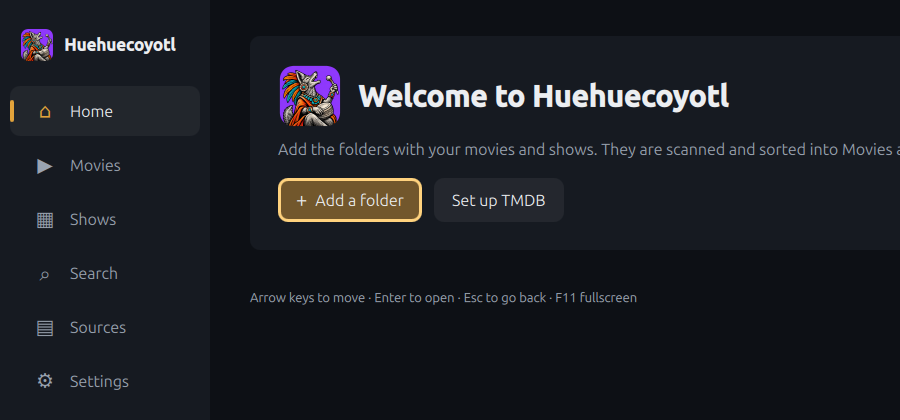 Huehuecoyotl
Home
Movies
Shows
Search
Sources
Settings
Welcome to Huehuecoyotl
Add the folders with your movies and shows. They are scanned and sorted into Movies a
+ Add a folder
Set up TMDB
Arrow keys to move · Enter to open · Esc to go back · F11 fullscreen